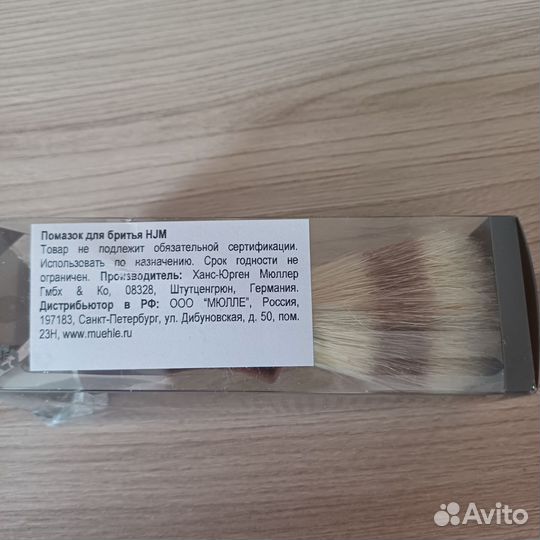 Помазок для бритья HJM
Товар не подлежит обязательной сертификации.
Использовать по назначению. Срок годности не
ограничен. Производитель: Ханс-Юрген Мюллер
Гмбх & Ко, 08328, Штутценгрюн, Германия.
Дистрибьютор в РФ: ООО "МЮЛЛЕ", Россия,
197183, Санкт-Петербург, ул. Дибуновская, д. 50, пом.
23Н, www.muehle.ru
Avito